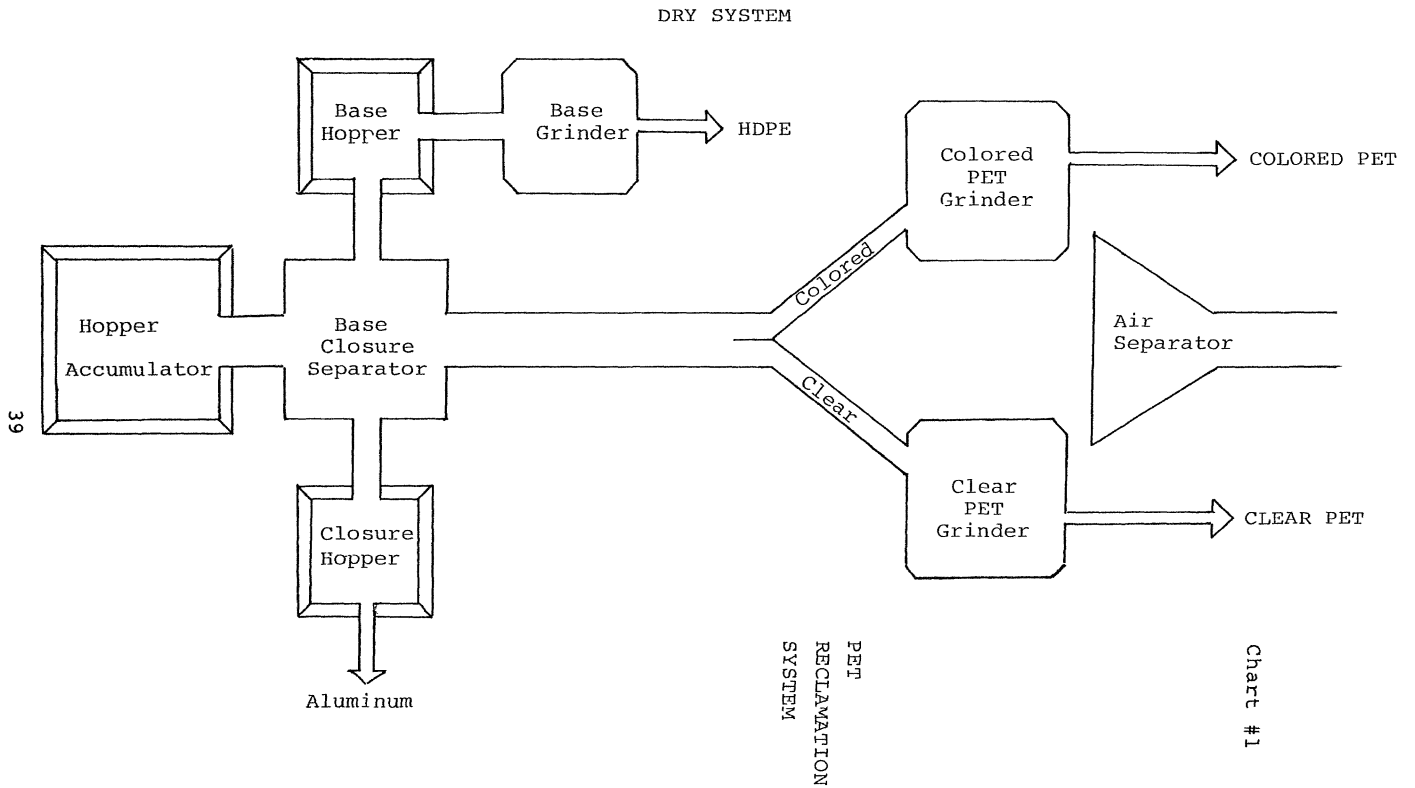 DRY SYSTEM
Base
Hopper
Base
Grinder
HDPE
Colored
PET
Grinder
COLORED PET
Hopper
Accumulator
Base
Closure
Separator
Colored
Clear
Air
Separator
Closure
Hopper
Aluminum
Clear
PET
Grinder
CLEAR PET
PET
RECLAMATION
SYSTEM
Chart #1
39